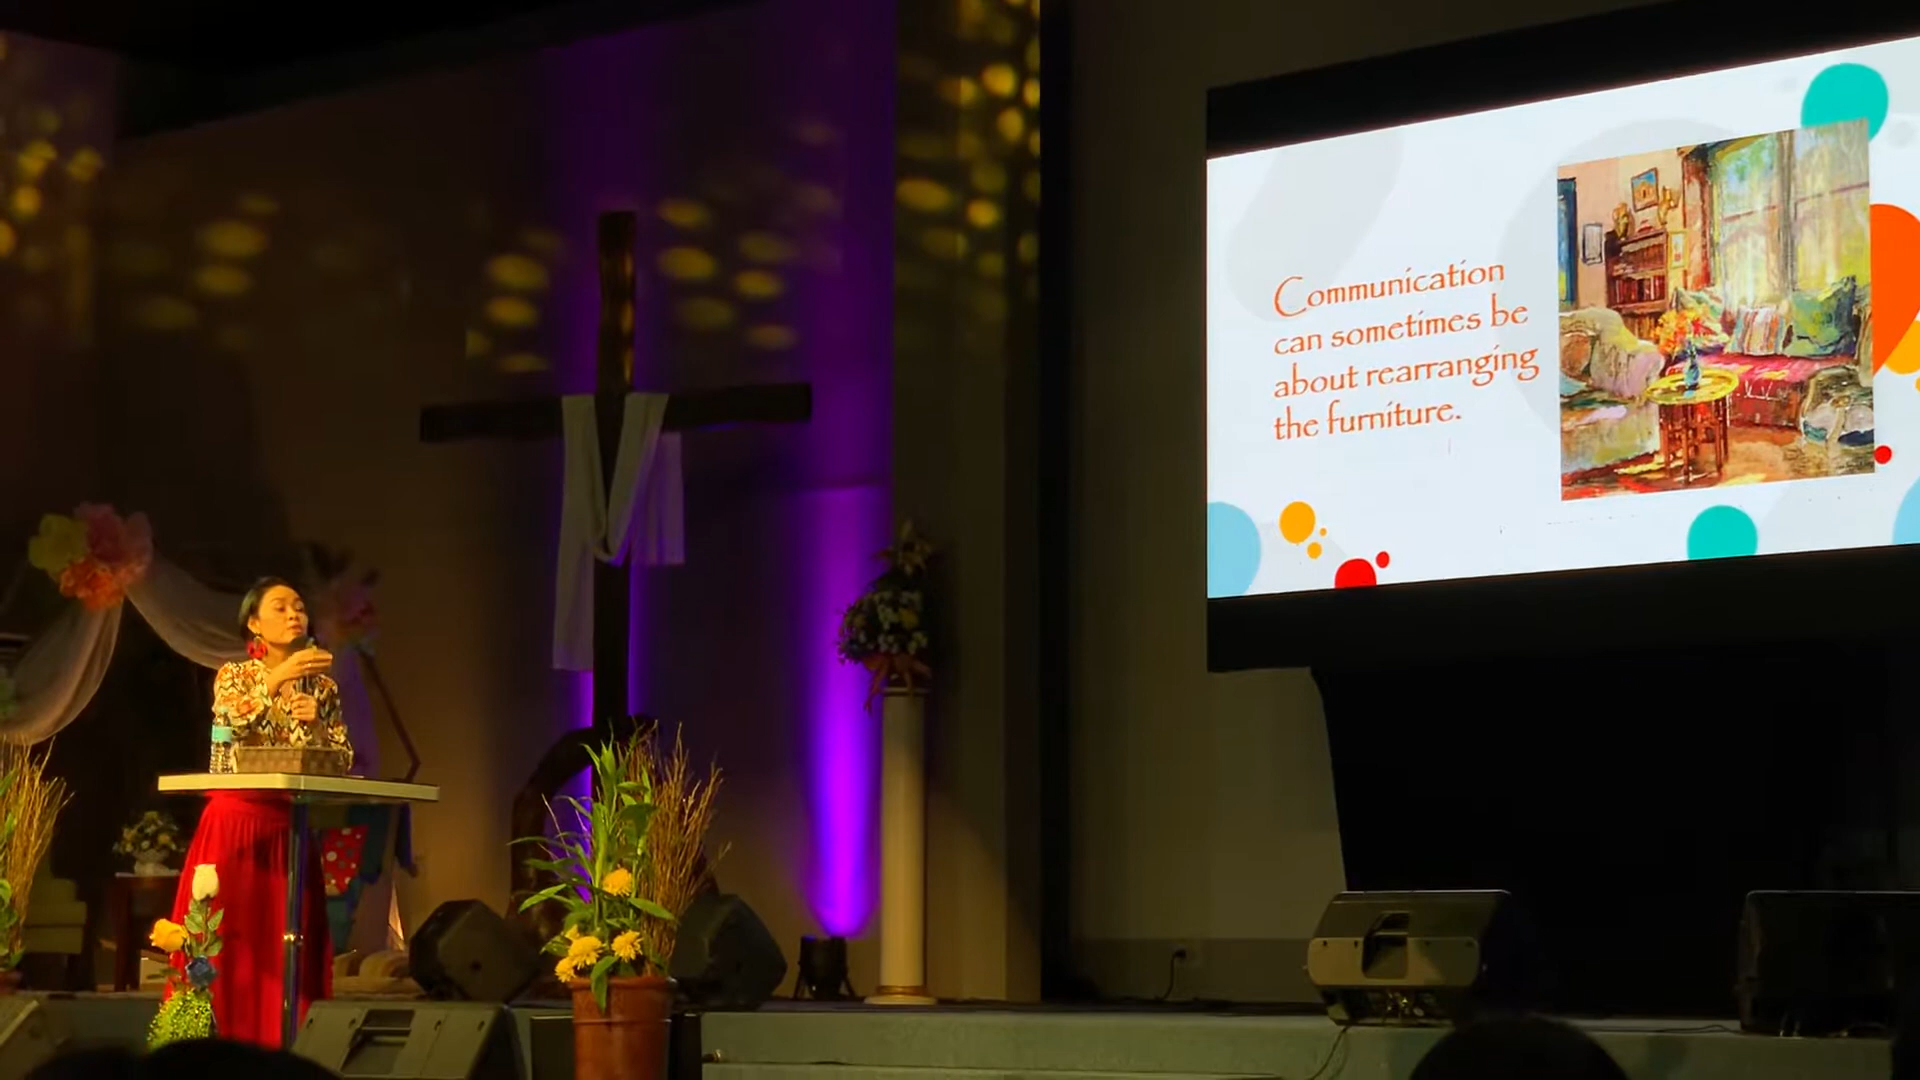 Communication
can sometimes be
about rearranging
the furniture.